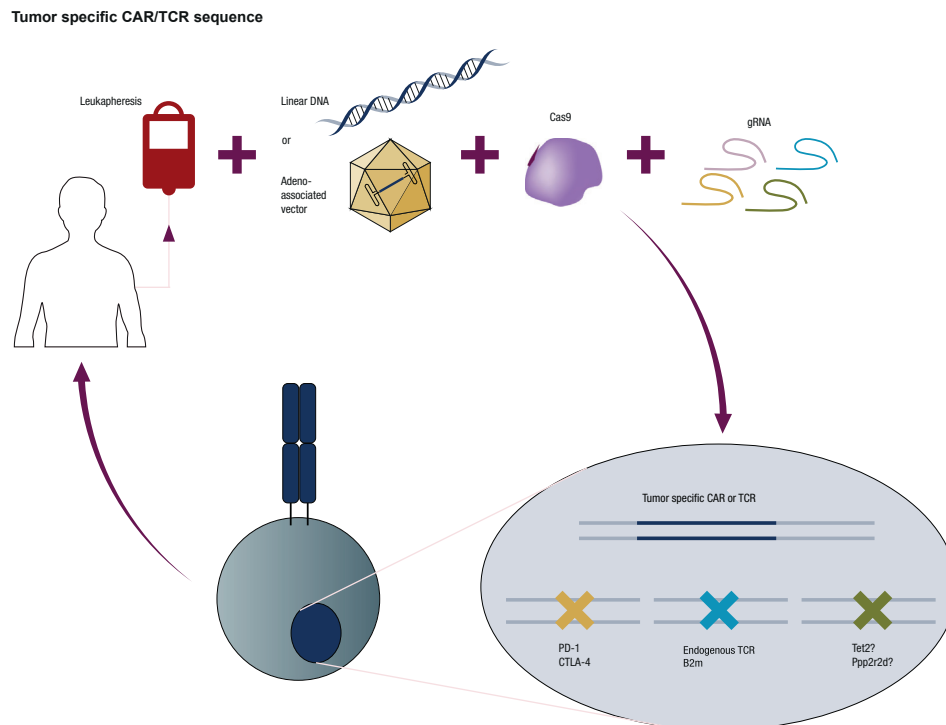 Tumor specific CAR/TCR sequence
Leukapheresis
Linear DNA
or
Adeno-
associated
vector
Cas9
gRNA
Tumor specific CAR or TCR
PD-1
CTLA-4
Endogenous TCR
B2m
Tet2?
Ppp2r2d?